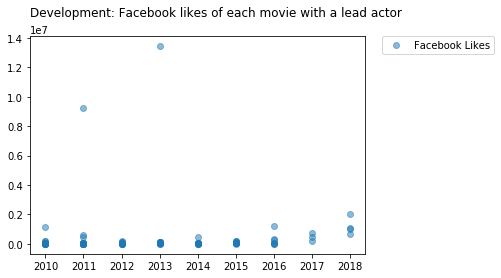 Development: Facebook likes of each movie with a lead actor
1e7
1.4
1.2
1.0
0.8
0.6
0.4
0.2
0.0
2010 2011 2012 2013 2014 2015 2016 2017 2018
Facebook Likes